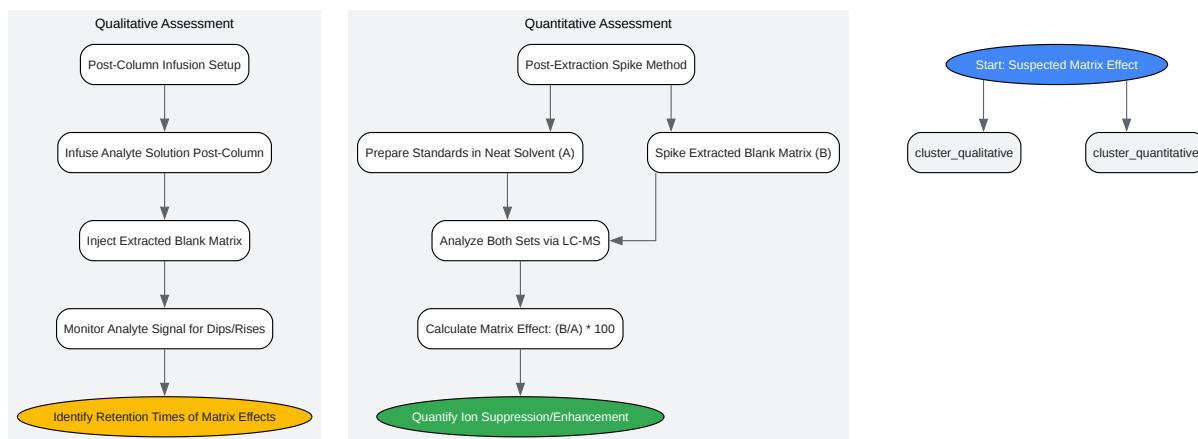 Qualitative Assessment
Post-Column Infusion Setup
Infuse Analyte Solution Post-Column
Inject Extracted Blank Matrix
Monitor Analyte Signal for Dips/Rises
Identify Retention Times of Matrix Effects
Quantitative Assessment
Post-Extraction Spike Method
Prepare Standards in Neat Solvent (A)
Spike Extracted Blank Matrix (B)
Analyze Both Sets via LC-MS
Calculate Matrix Effect: (B/A) * 100
Quantify Ion Suppression/Enhancement
Start: Suspected Matrix Effect
cluster_qualitative
cluster_quantitative